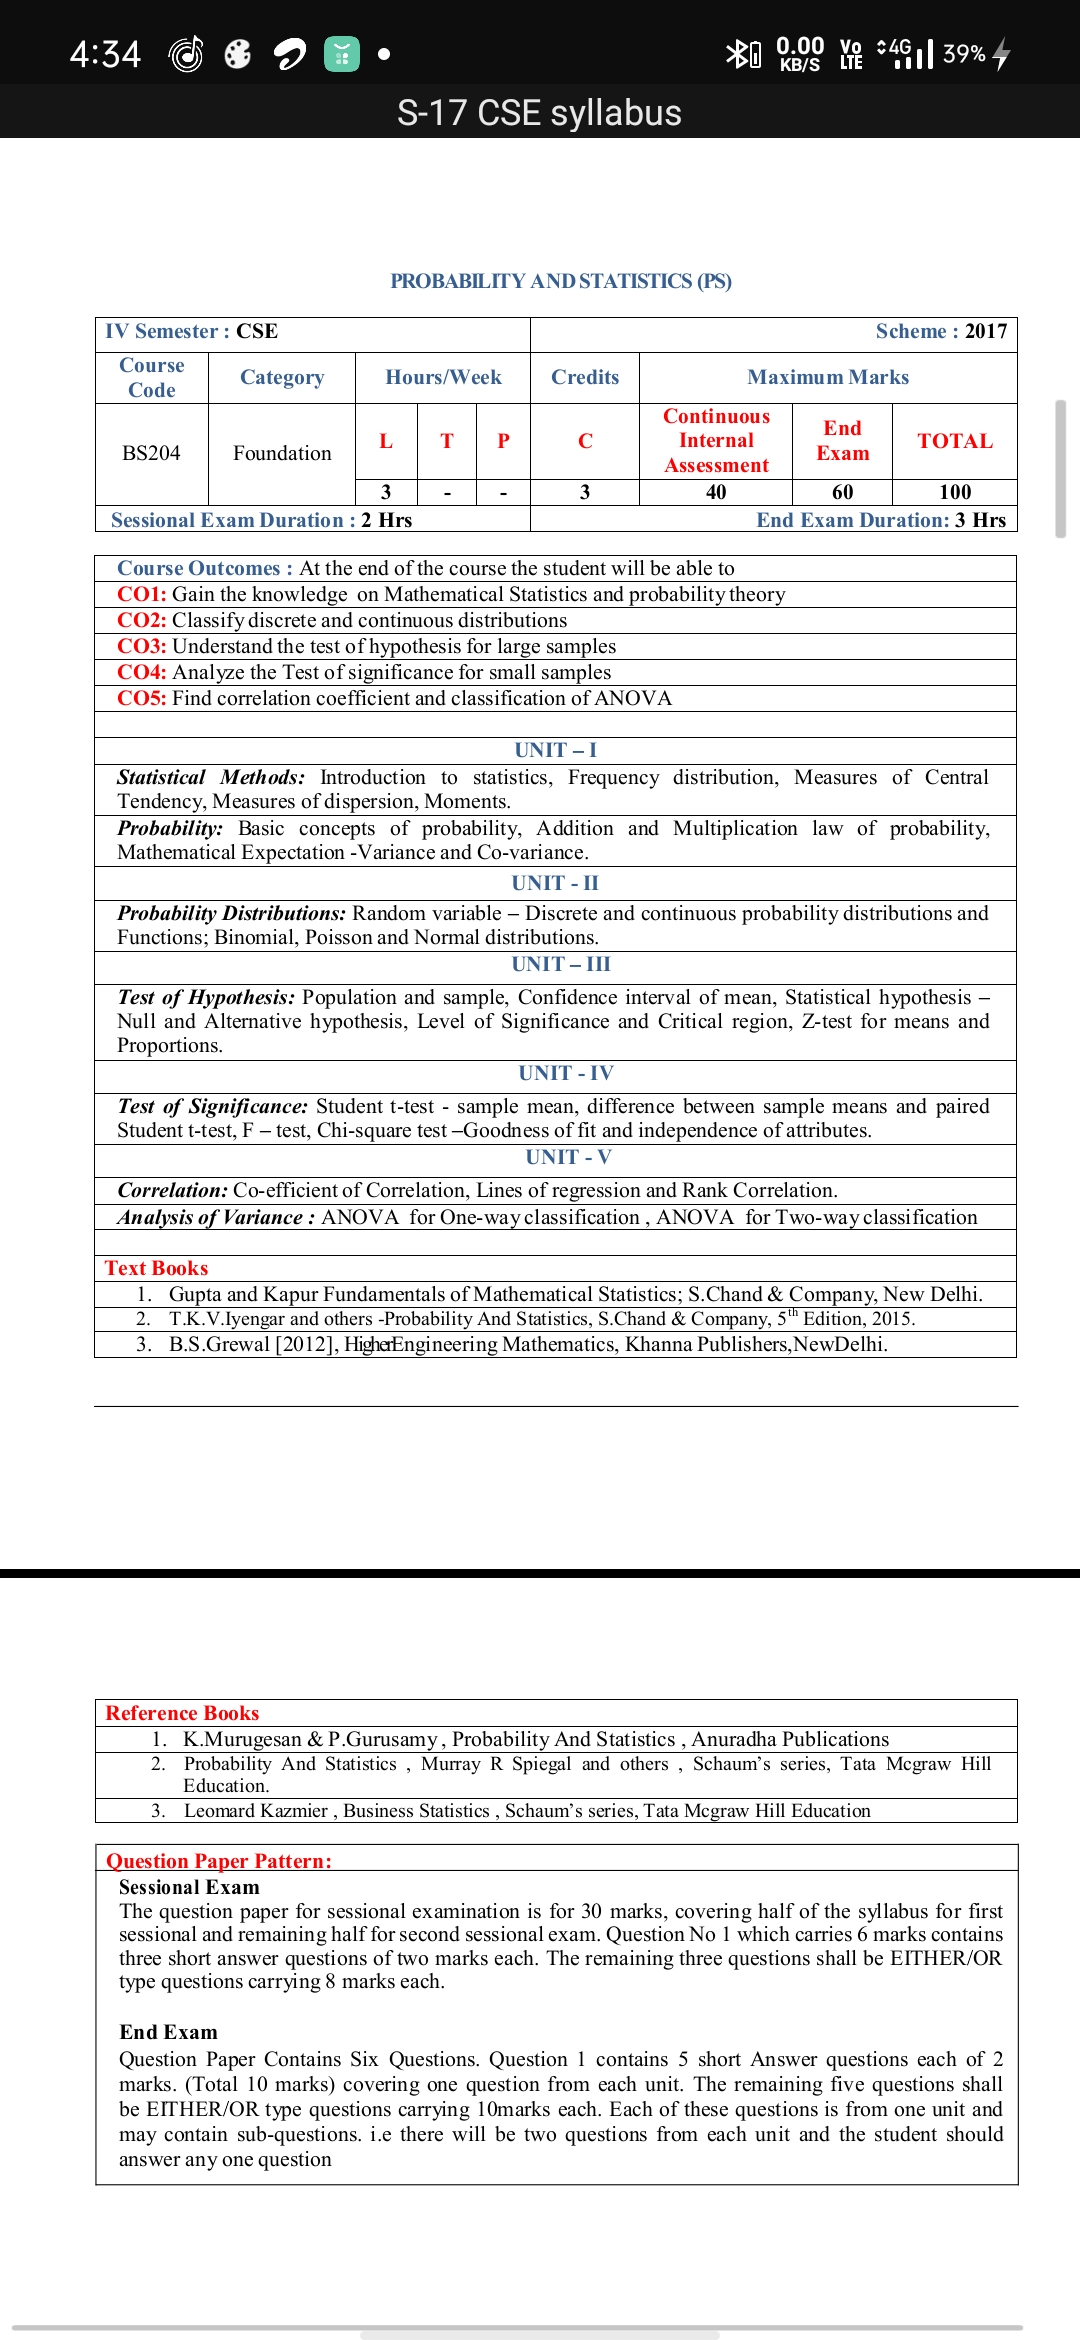 4:34
0.00 KB/S Vo LTE 4G 39%
S-17 CSE syllabus
PROBABILITY AND STATISTICS (PS)
IV Semester : CSE Scheme : 2017
Course Code Category Hours/Week Credits Maximum Marks
BS204 Foundation L T P C Continuous Internal Assessment End Exam TOTAL
3 - - 3 40 60 100
Sessional Exam Duration : 2 Hrs End Exam Duration: 3 Hrs
Course Outcomes : At the end of the course the student will be able to
CO1: Gain the knowledge on Mathematical Statistics and probability theory
CO2: Classify discrete and continuous distributions
CO3: Understand the test of hypothesis for large samples
CO4: Analyze the Test of significance for small samples
CO5: Find correlation coefficient and classification of ANOVA
UNIT – I
Statistical Methods: Introduction to statistics, Frequency distribution, Measures of Central
Tendency, Measures of dispersion, Moments.
Probability: Basic concepts of probability, Addition and Multiplication law of probability,
Mathematical Expectation -Variance and Co-variance.
UNIT - II
Probability Distributions: Random variable – Discrete and continuous probability distributions and
Functions; Binomial, Poisson and Normal distributions.
UNIT – III
Test of Hypothesis: Population and sample, Confidence interval of mean, Statistical hypothesis –
Null and Alternative hypothesis, Level of Significance and Critical region, Z-test for means and
Proportions.
UNIT - IV
Test of Significance: Student t-test - sample mean, difference between sample means and paired
Student t-test, F – test, Chi-square test –Goodness of fit and independence of attributes.
UNIT - V
Correlation: Co-efficient of Correlation, Lines of regression and Rank Correlation.
Analysis of Variance : ANOVA for One-way classification , ANOVA for Two-way classification
Text Books
1. Gupta and Kapur Fundamentals of Mathematical Statistics; S.Chand & Company, New Delhi.
2. T.K.V.Iyengar and others -Probability And Statistics, S.Chand & Company, 5th Edition, 2015.
3. B.S.Grewal [2012], HigherEngineering Mathematics, Khanna Publishers,NewDelhi.
Reference Books
1. K.Murugesan & P.Gurusamy , Probability And Statistics , Anuradha Publications
2. Probability And Statistics , Murray R Spiegal and others , Schaum's series, Tata Mcgraw Hill
Education.
3. Leomard Kazmier , Business Statistics , Schaum's series, Tata Mcgraw Hill Education
Question Paper Pattern:
Sessional Exam
The question paper for sessional examination is for 30 marks, covering half of the syllabus for first
sessional and remaining half for second sessional exam. Question No 1 which carries 6 marks contains
three short answer questions of two marks each. The remaining three questions shall be EITHER/OR
type questions carrying 8 marks each.
End Exam
Question Paper Contains Six Questions. Question 1 contains 5 short Answer questions each of 2
marks. (Total 10 marks) covering one question from each unit. The remaining five questions shall
be EITHER/OR type questions carrying 10marks each. Each of these questions is from one unit and
may contain sub-questions. i.e there will be two questions from each unit and the student should
answer any one question